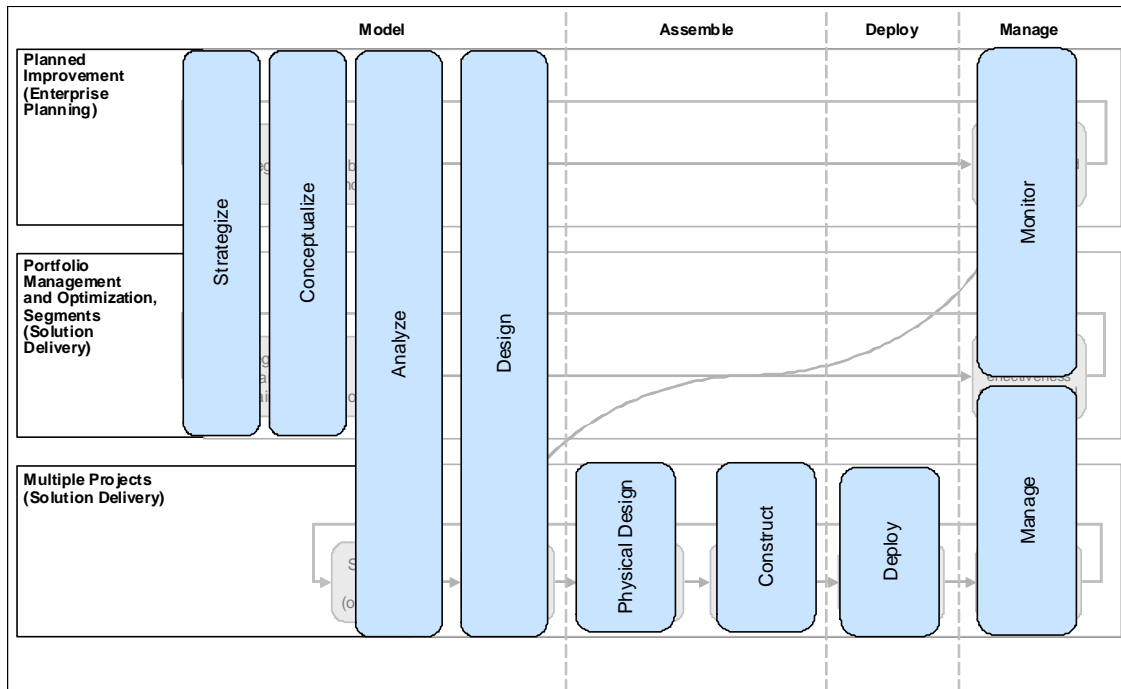 Model
Assemble
Deploy
Manage
Planned
Improvement
(Enterprise
Planning)
Strategize
Conceptualize
Analyze
Design
Monitor
Portfolio
Management
and Optimization,
Segments
(Solution
Delivery)
effectiveness
Multiple Projects
(Solution Delivery)
Physical Design
Construct
Deploy
Manage